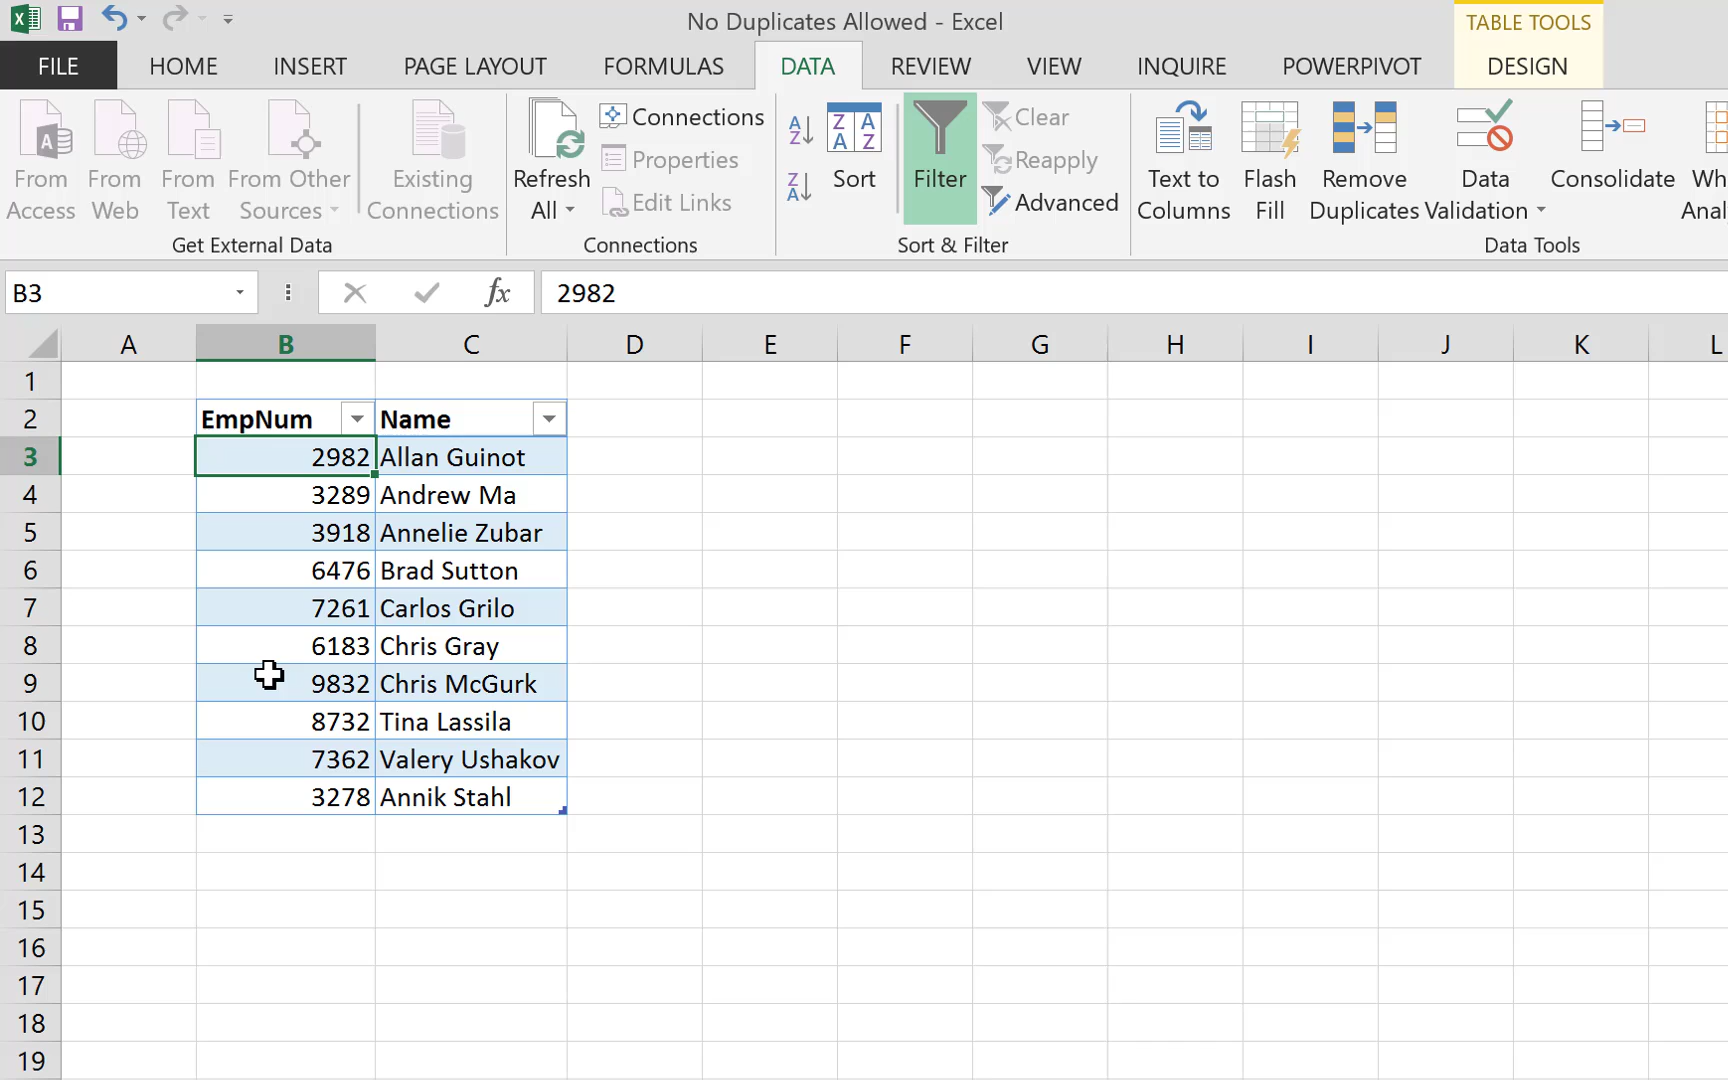 No Duplicates Allowed - Excel
TABLE TOOLS
FILE HOME INSERT PAGE LAYOUT FORMULAS DATA REVIEW VIEW INQUIRE POWERPIVOT DESIGN
From Access
From Web
From Text
From Other Sources
Existing Connections
Get External Data
Refresh All
Connections
Properties
Edit Links
Connections
Sort
Filter
Clear
Reapply
Advanced
Sort & Filter
Text to Columns
Flash Fill
Remove Duplicates
Data Validation
Consolidate
Wh
Anal
Data Tools
B3 fx 2982
A B C D E F G H I J K L
1
2 EmpNum Name
3 2982 Allan Guinot
4 3289 Andrew Ma
5 3918 Annelie Zubar
6 6476 Brad Sutton
7 7261 Carlos Grilo
8 6183 Chris Gray
9 9832 Chris McGurk
10 8732 Tina Lassila
11 7362 Valery Ushakov
12 3278 Annik Stahl
13
14
15
16
17
18
19